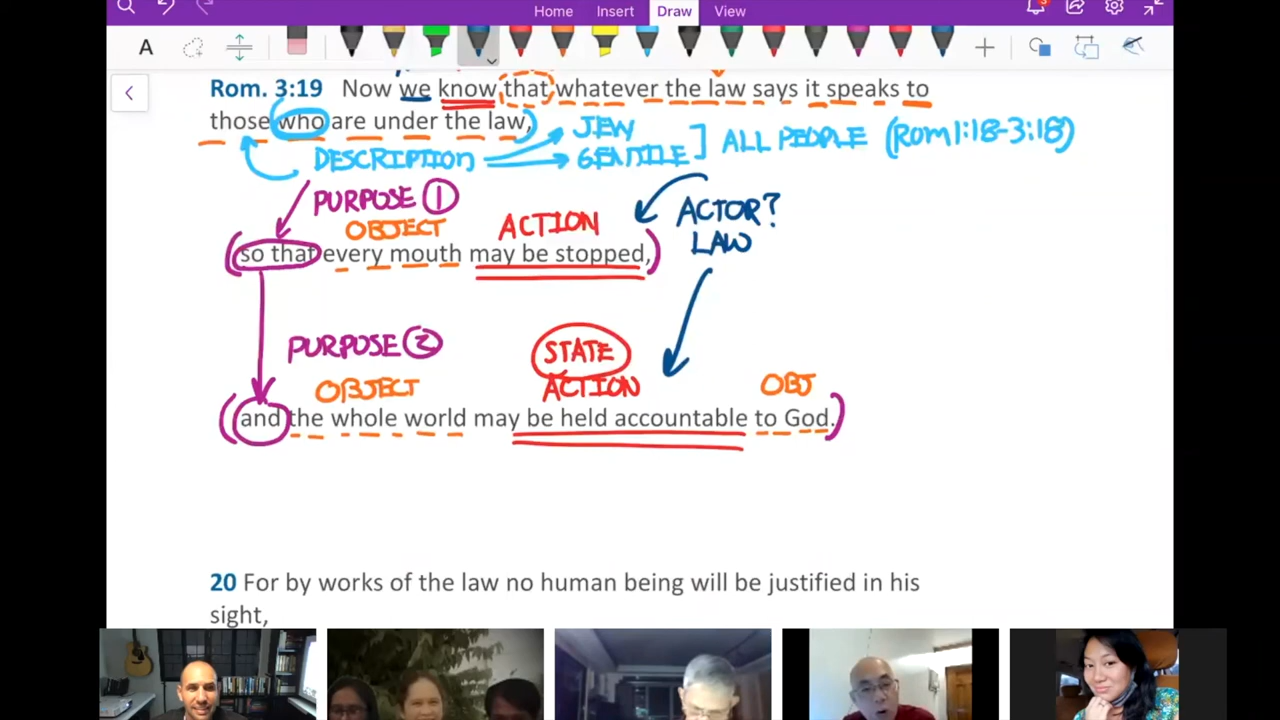 Home Insert Draw View
A
Rom. 3:19 Now we know that whatever the law says it speaks to
those who are under the law,
JEW
DESCRIPTION GENTILE ] ALL PEOPLE (ROM 1:18-3:18)
PURPOSE 1
OBJECT ACTION ACTOR?
LAW
(so that every mouth may be stopped,)
PURPOSE 2 STATE
OBJECT ACTION OBJ
(and the whole world may be held accountable to God.)
20 For by works of the law no human being will be justified in his
sight,